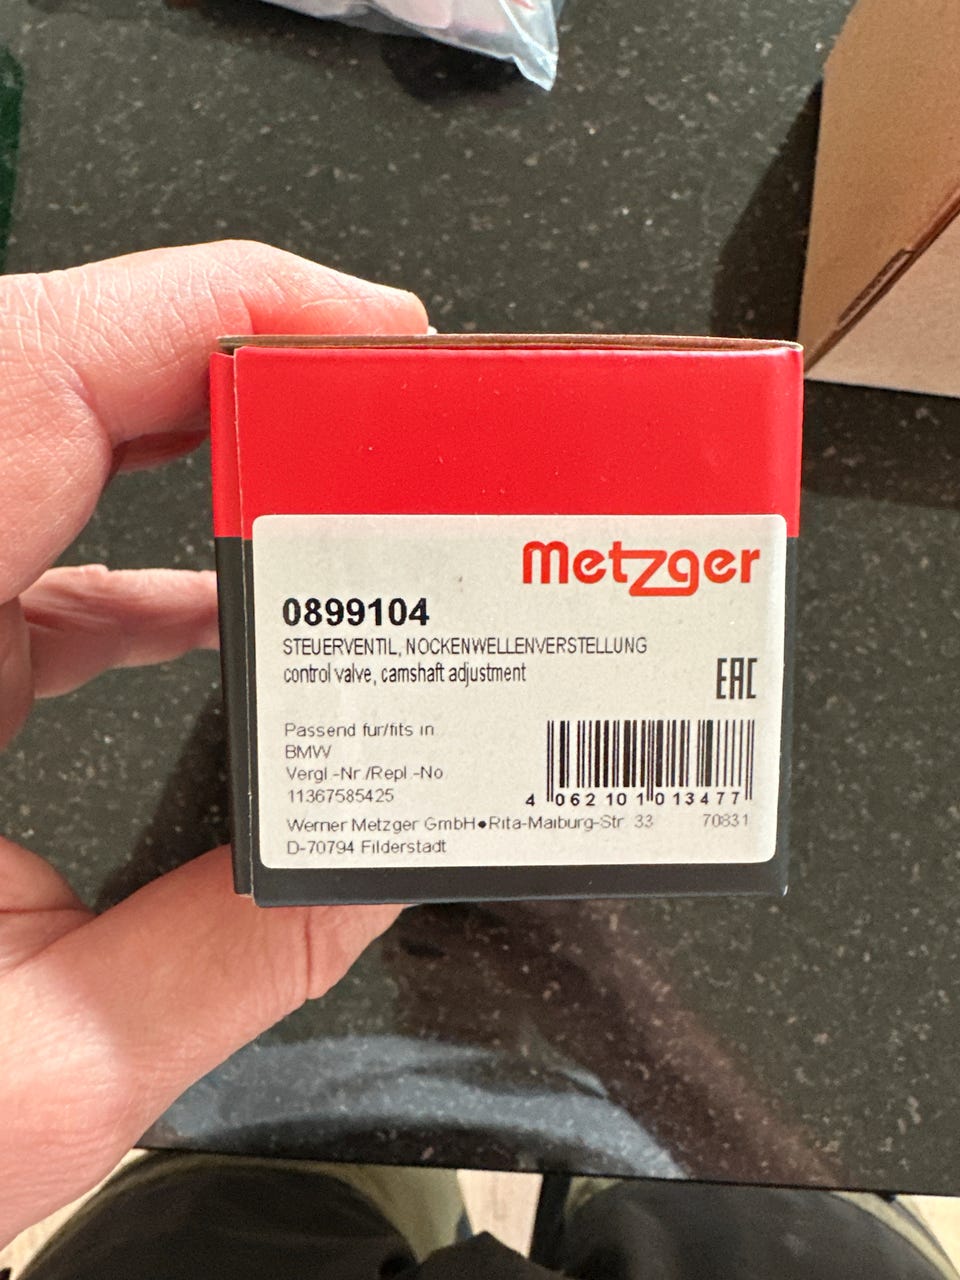 Metzger
0899104
STEUERVENTIL, NOCKENWELLENVERSTELLUNG
control valve, camshaft adjustment
EAC
Passend fur/fits in
BMW
Vergl -Nr /Repl -No
11367585425
4 062101 013477
Werner Metzger GmbH●Rita-Maiburg-Str 33 70831
D-70794 Filderstadt